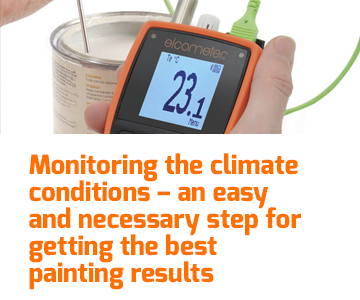 elcometer
Te °C
23.1
Menu
Monitoring the climate
conditions – an easy
and necessary step for
getting the best
painting results